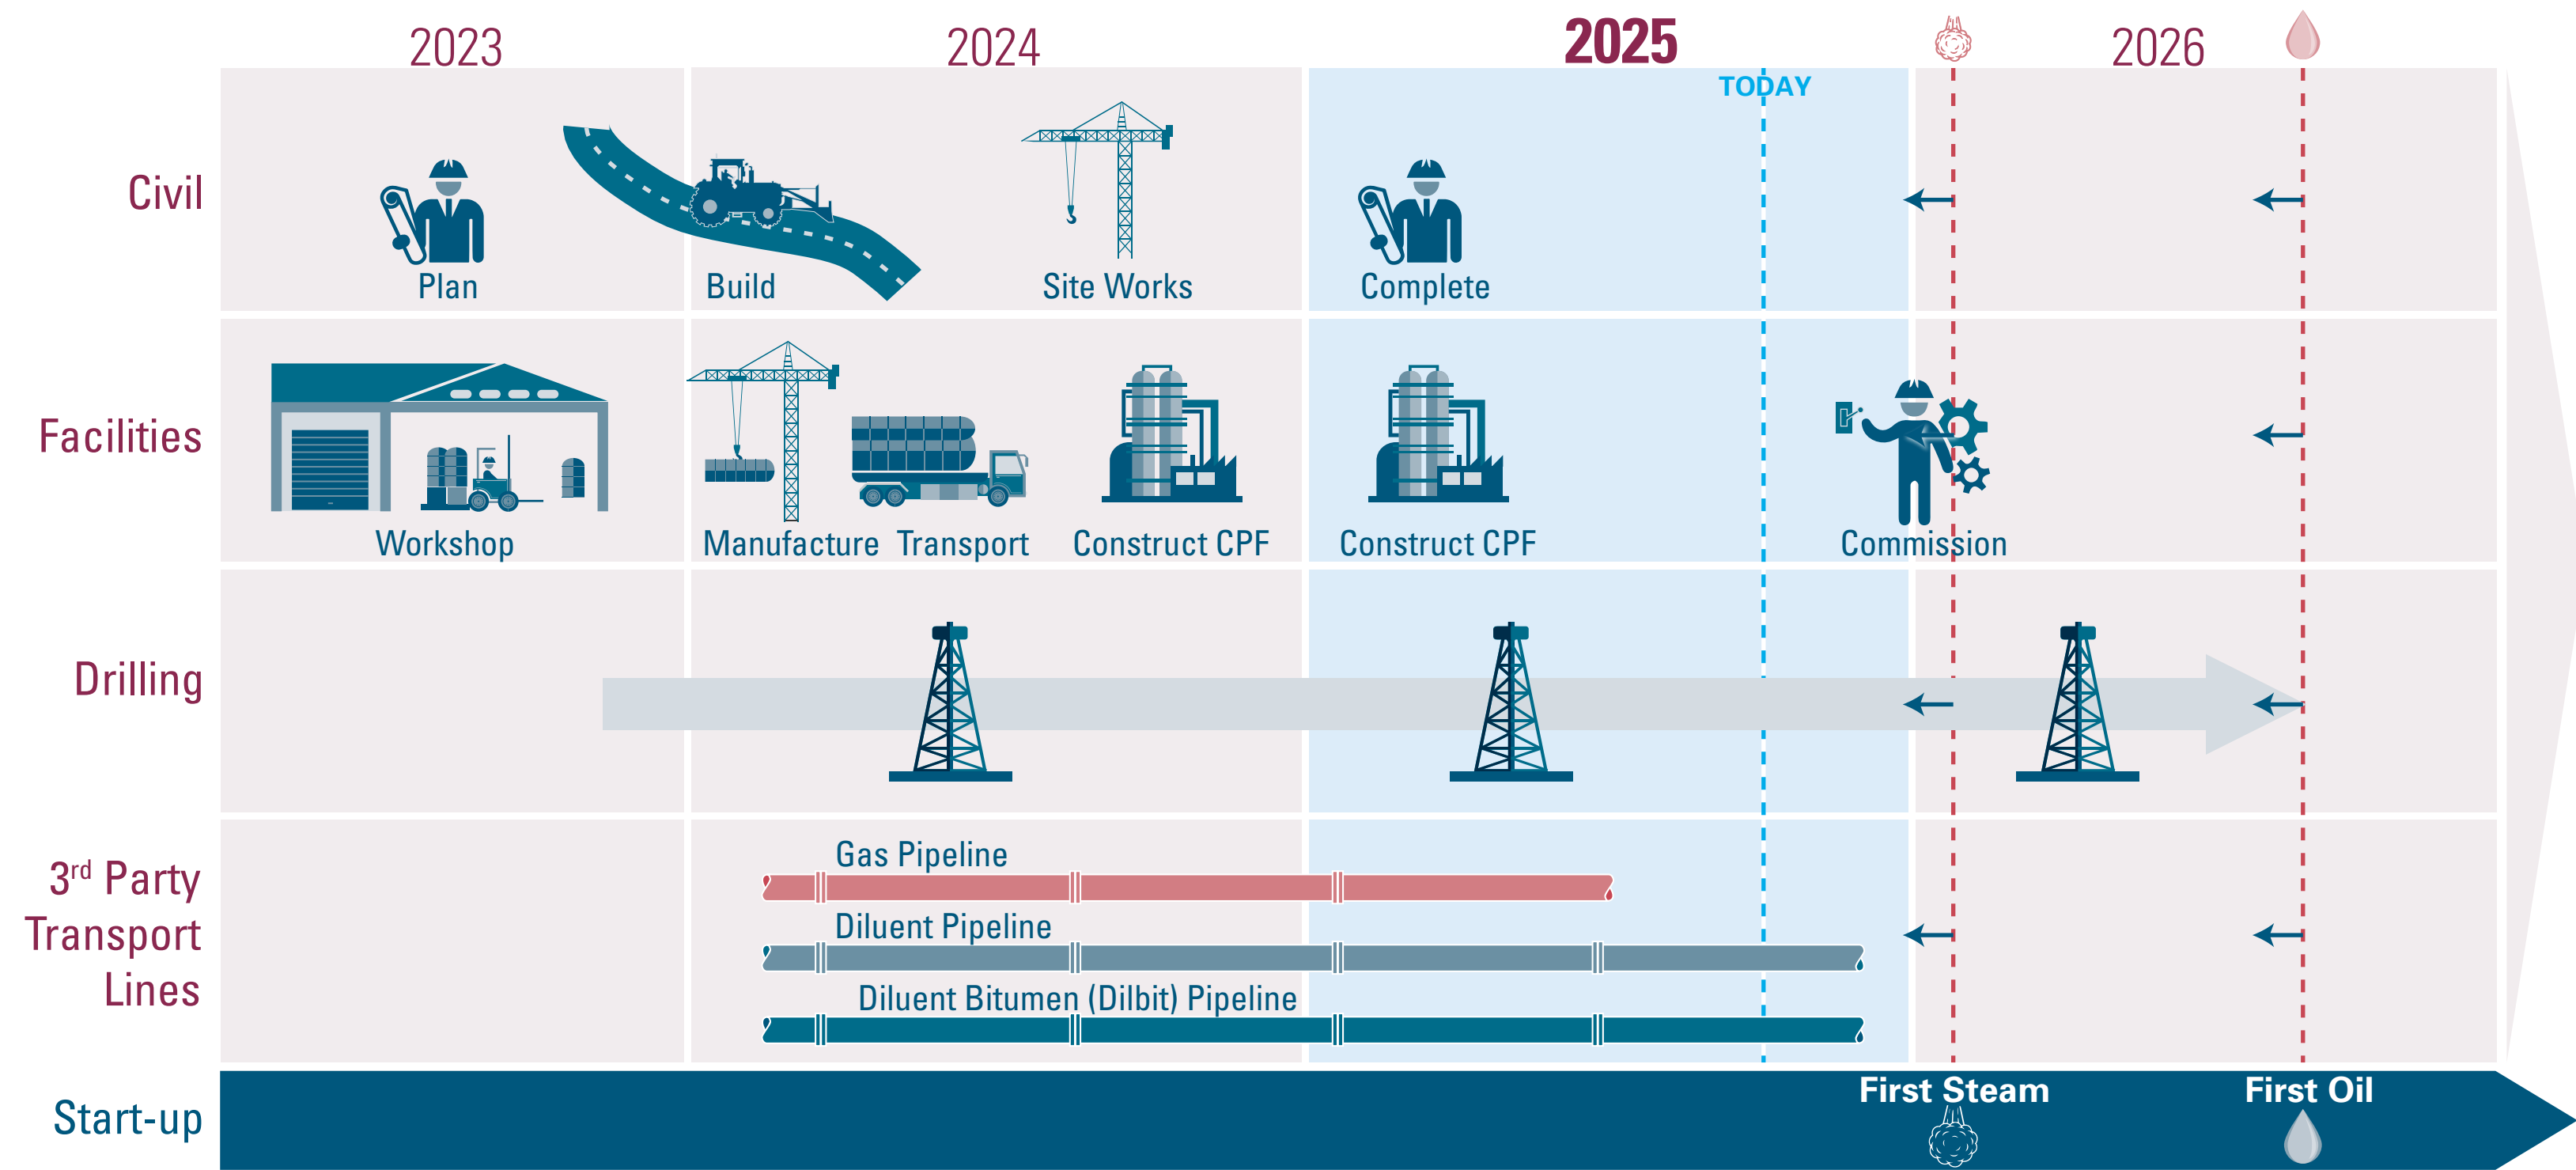 2023 2024 2025 2026
TODAY
Civil
Plan Build Site Works Complete
Facilities
Workshop Manufacture Transport Construct CPF Construct CPF Commission
Drilling
3rd Party
Transport
Lines
Gas Pipeline
Diluent Pipeline
Diluent Bitumen (Dilbit) Pipeline
Start-up
First Steam First Oil